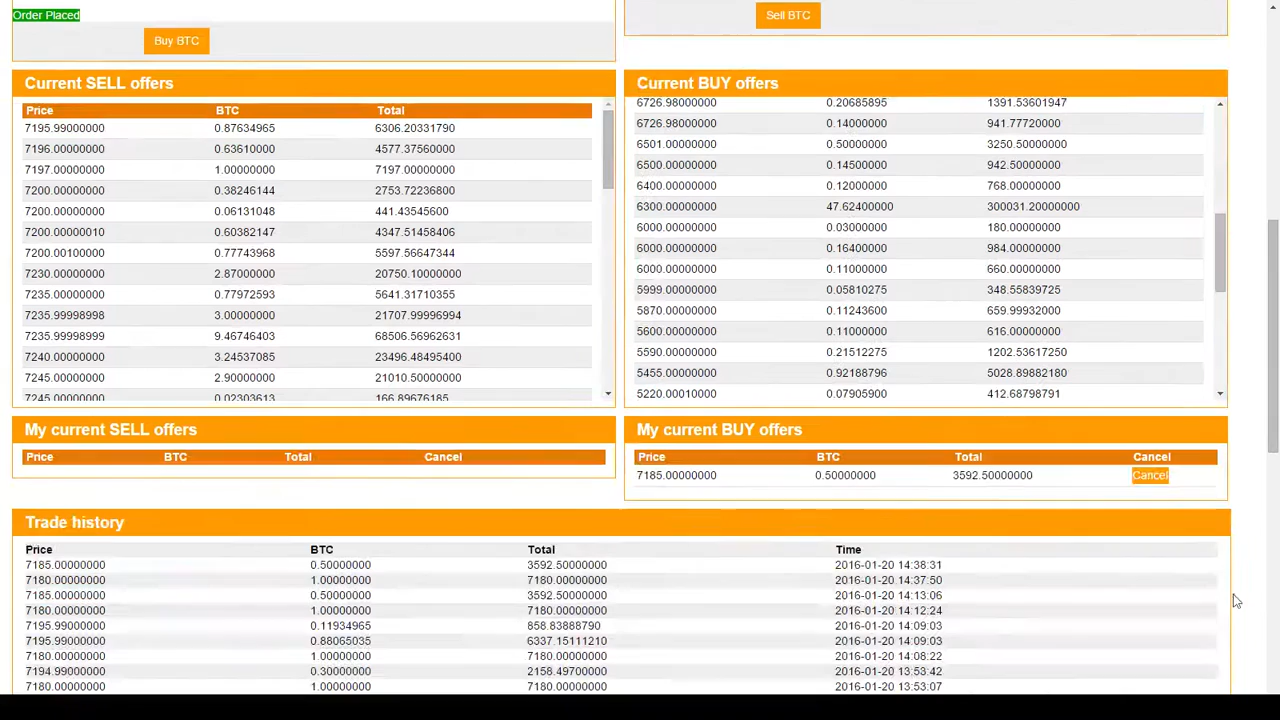 Order Placed
Buy BTC
Sell BTC
Current SELL offers
Price BTC Total
7195.99000000 0.87634965 6306.20331790
7196.00000000 0.63610000 4577.37560000
7197.00000000 1.00000000 7197.00000000
7200.00000000 0.38246144 2753.72236800
7200.00000000 0.06131048 441.43545600
7200.00000010 0.60382147 4347.51458406
7200.00100000 0.77743968 5597.56647344
7230.00000000 2.87000000 20750.10000000
7235.00000000 0.77972593 5641.31710355
7235.99998998 3.00000000 21707.99996994
7235.99998999 9.46746403 68506.56962631
7240.00000000 3.24537085 23496.48495400
7245.00000000 2.90000000 21010.50000000
7245.00000000 0.02303613 166.89676185
Current BUY offers
6726.98000000 0.20685895 1391.53601947
6726.98000000 0.14000000 941.77720000
6501.00000000 0.50000000 3250.50000000
6500.00000000 0.14500000 942.50000000
6400.00000000 0.12000000 768.00000000
6300.00000000 47.62400000 300031.20000000
6000.00000000 0.03000000 180.00000000
6000.00000000 0.16400000 984.00000000
6000.00000000 0.11000000 660.00000000
5999.00000000 0.05810275 348.55839725
5870.00000000 0.11243600 659.99932000
5600.00000000 0.11000000 616.00000000
5590.00000000 0.21512275 1202.53617250
5455.00000000 0.92188796 5028.89882180
5220.00010000 0.07905900 412.68798791
My current SELL offers
Price BTC Total Cancel
My current BUY offers
Price BTC Total Cancel
7185.00000000 0.50000000 3592.50000000 Cancel
Trade history
Price BTC Total Time
7185.00000000 0.50000000 3592.50000000 2016-01-20 14:38:31
7180.00000000 1.00000000 7180.00000000 2016-01-20 14:37:50
7185.00000000 0.50000000 3592.50000000 2016-01-20 14:13:06
7180.00000000 1.00000000 7180.00000000 2016-01-20 14:12:24
7195.99000000 0.11934965 858.83888790 2016-01-20 14:09:03
7195.99000000 0.88065035 6337.15111210 2016-01-20 14:09:03
7180.00000000 1.00000000 7180.00000000 2016-01-20 14:08:22
7194.99000000 0.30000000 2158.49700000 2016-01-20 13:53:42
7180.00000000 1.00000000 7180.00000000 2016-01-20 13:53:07